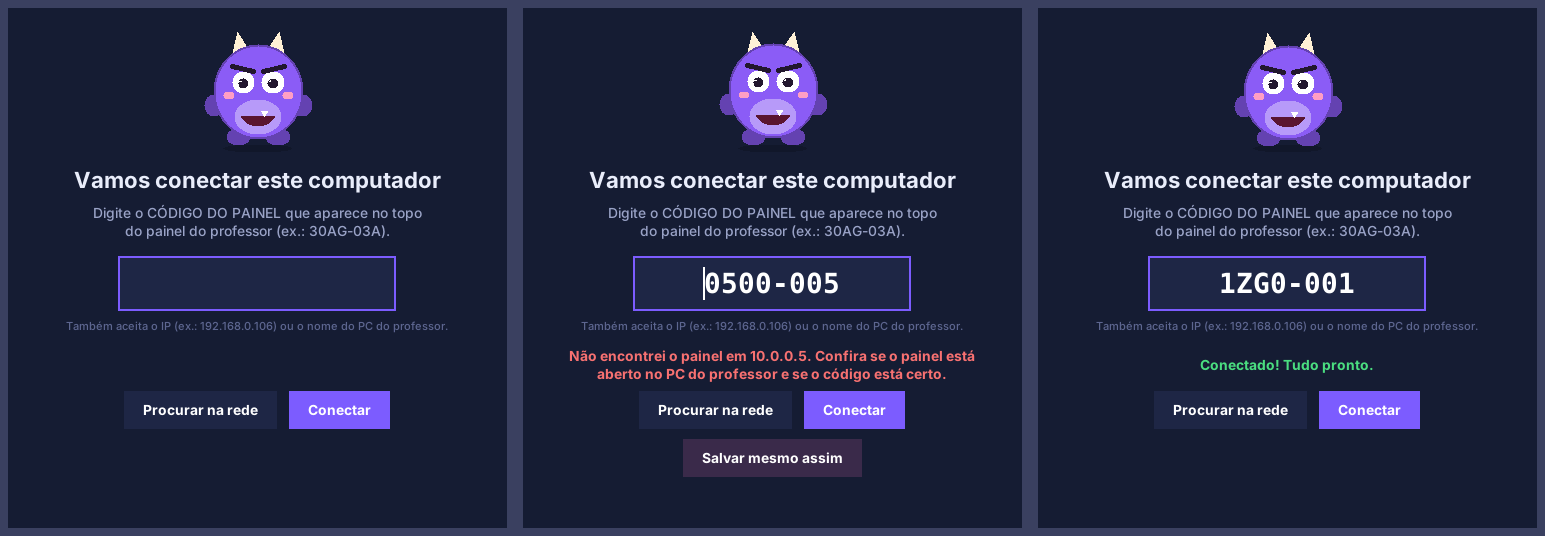 Vamos conectar este computador
Digite o CÓDIGO DO PAINEL que aparece no topo
do painel do professor (ex.: 30AG-03A).
Também aceita o IP (ex.: 192.168.0.106) ou o nome do PC do professor.
Procurar na rede
Conectar
Vamos conectar este computador
Digite o CÓDIGO DO PAINEL que aparece no topo
do painel do professor (ex.: 30AG-03A).
0500-005
Também aceita o IP (ex.: 192.168.0.106) ou o nome do PC do professor.
Não encontrei o painel em 10.0.0.5. Confira se o painel está
aberto no PC do professor e se o código está certo.
Procurar na rede
Conectar
Salvar mesmo assim
Vamos conectar este computador
Digite o CÓDIGO DO PAINEL que aparece no topo
do painel do professor (ex.: 30AG-03A).
1ZG0-001
Também aceita o IP (ex.: 192.168.0.106) ou o nome do PC do professor.
Conectado! Tudo pronto.
Procurar na rede
Conectar